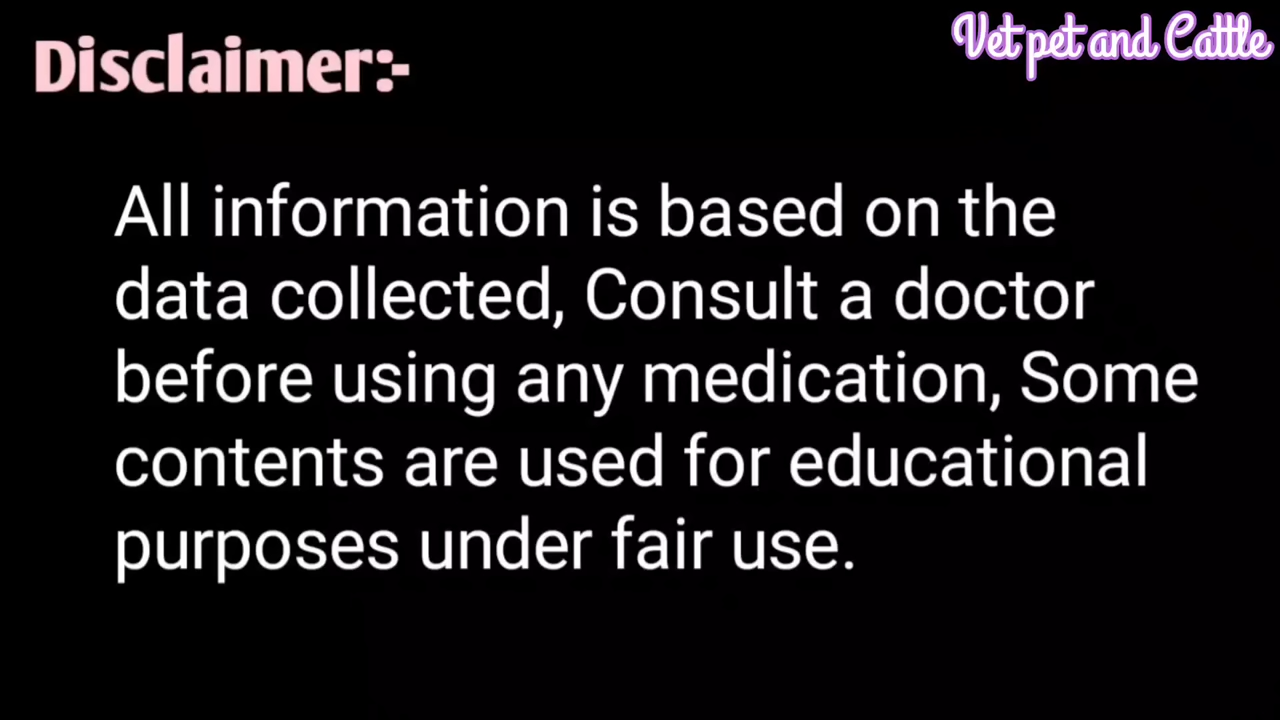 Disclaimer:-
Vet pet and Cattle
All information is based on the
data collected, Consult a doctor
before using any medication, Some
contents are used for educational
purposes under fair use.